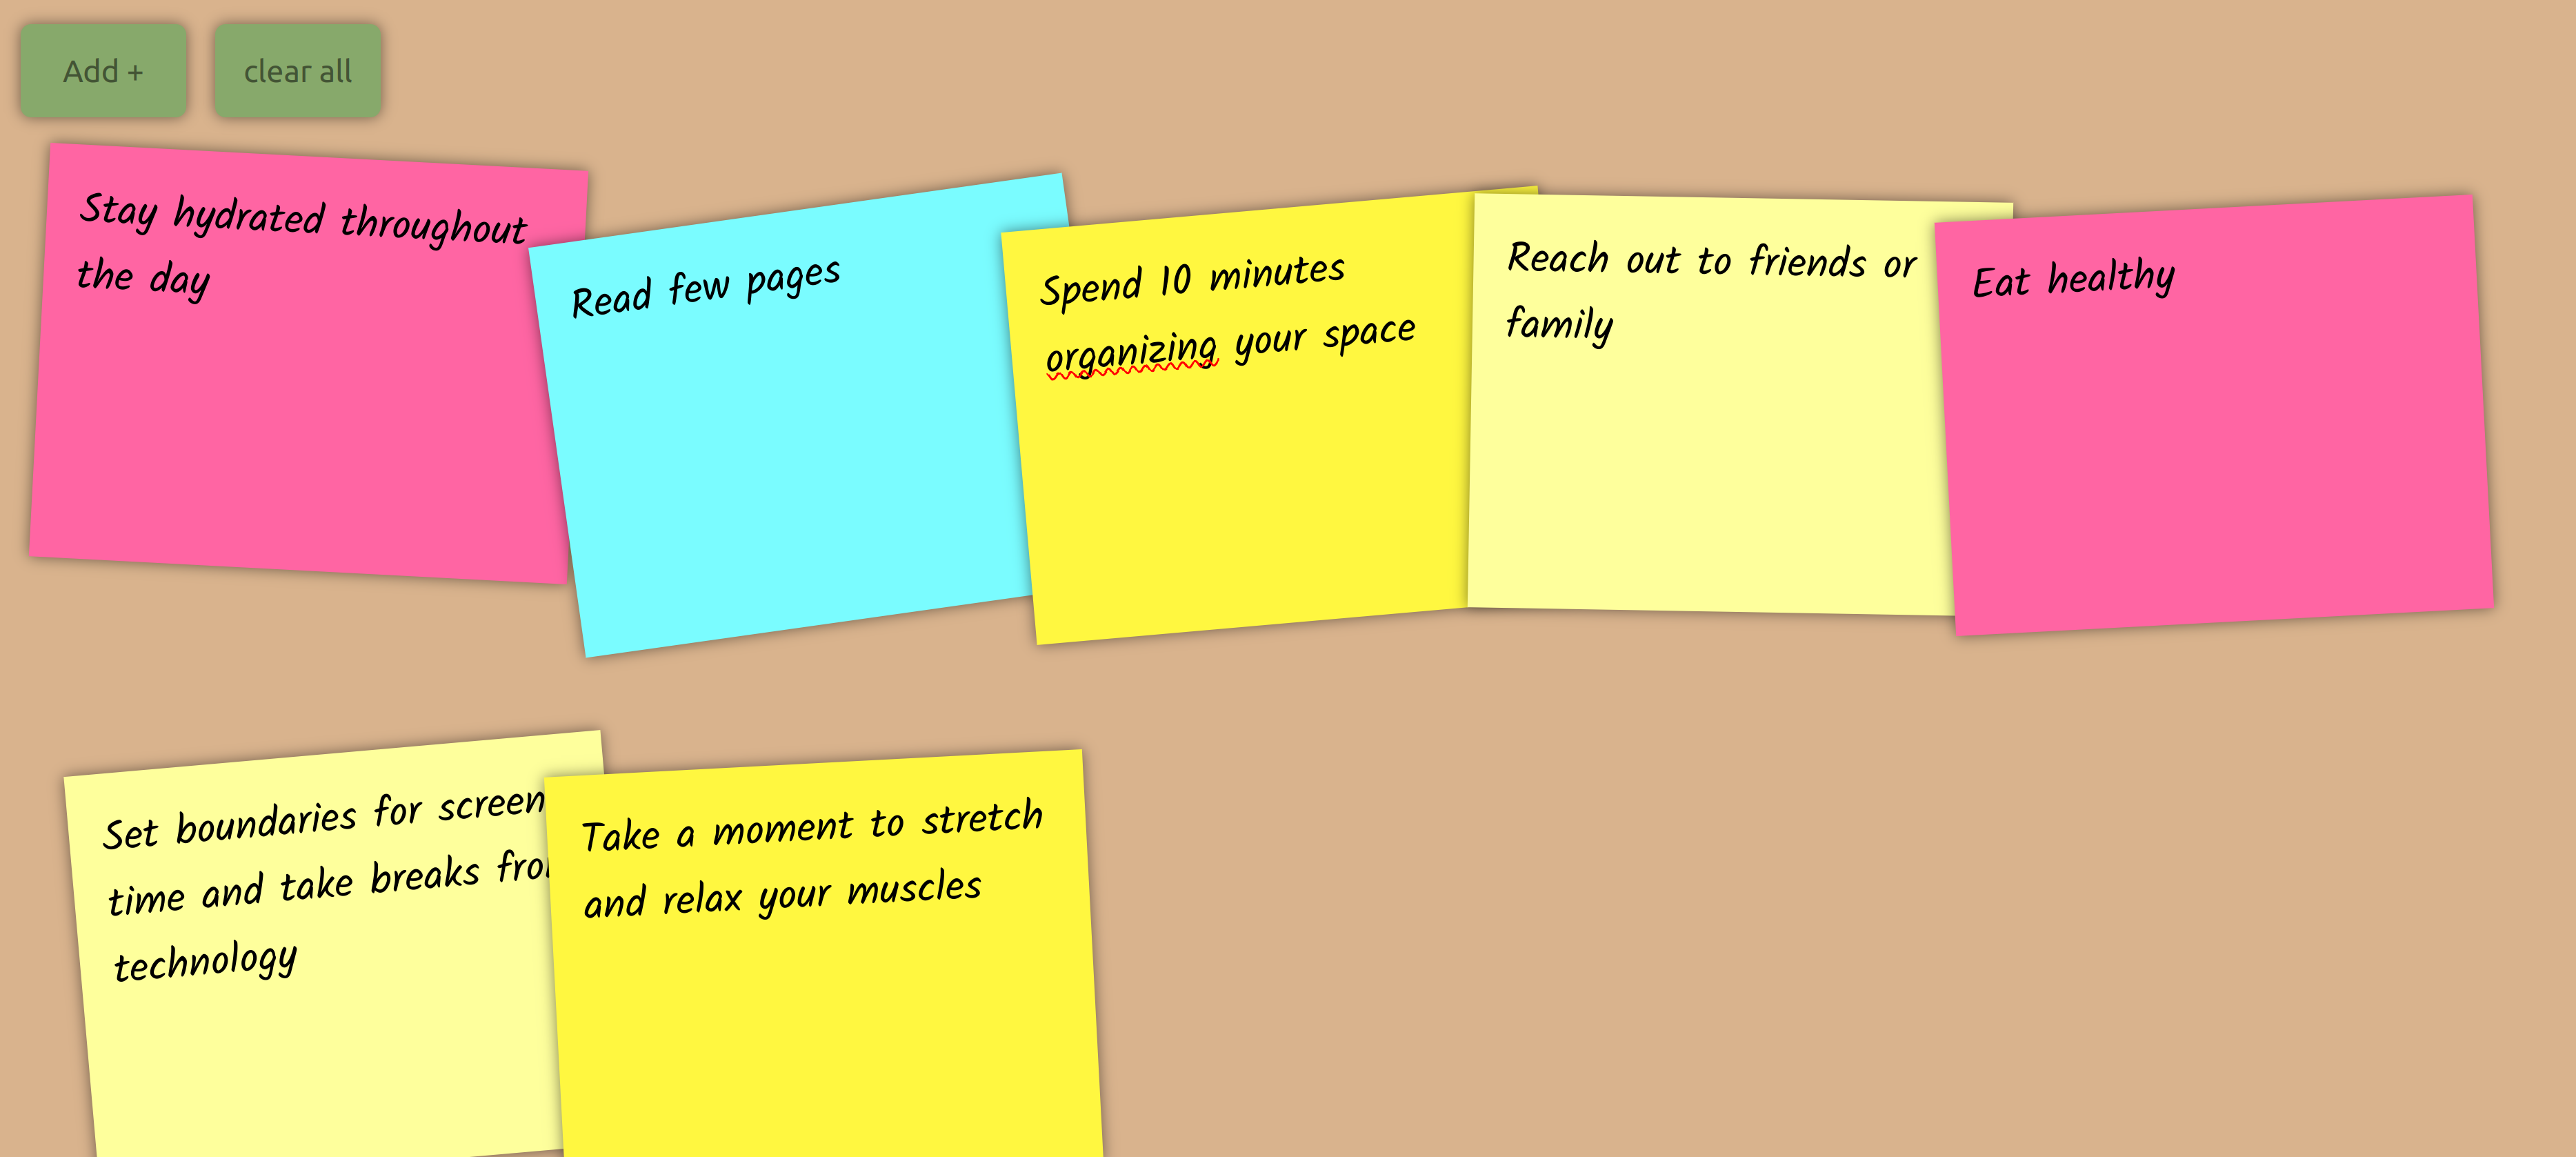 Add +
clear all
Stay hydrated throughout
the day
Read few pages
Spend 10 minutes
organizing your space
Reach out to friends or
family
Eat healthy
Set boundaries for screen
time and take breaks
technology
Take a moment to stretch
and relax your muscles